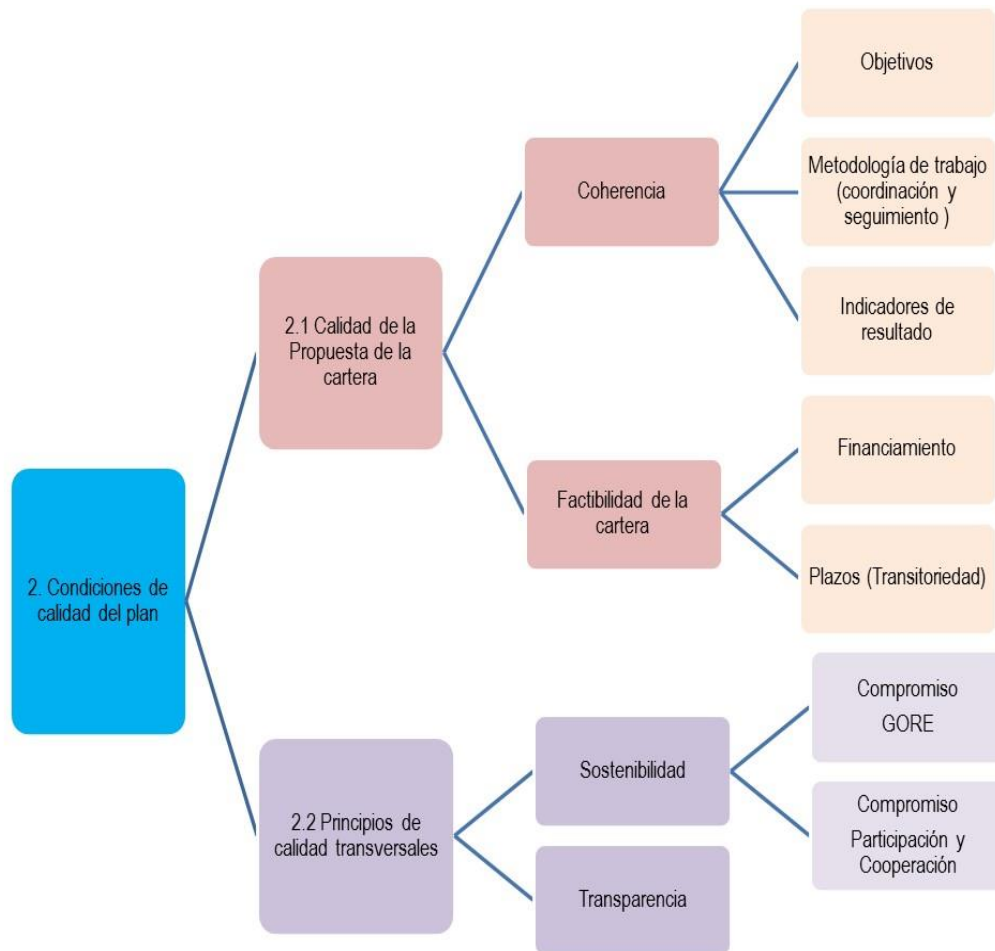 2. Condiciones de
calidad del plan
2.1 Calidad de la
Propuesta de la
cartera
Coherencia
Objetivos
Metodología de trabajo
(coordinación y
seguimiento )
Indicadores de
resultado
Factibilidad de la
cartera
Financiamiento
Plazos (Transitoriedad)
2.2 Principios de
calidad transversales
Sostenibilidad
Compromiso
GORE
Compromiso
Participación y
Cooperación
Transparencia